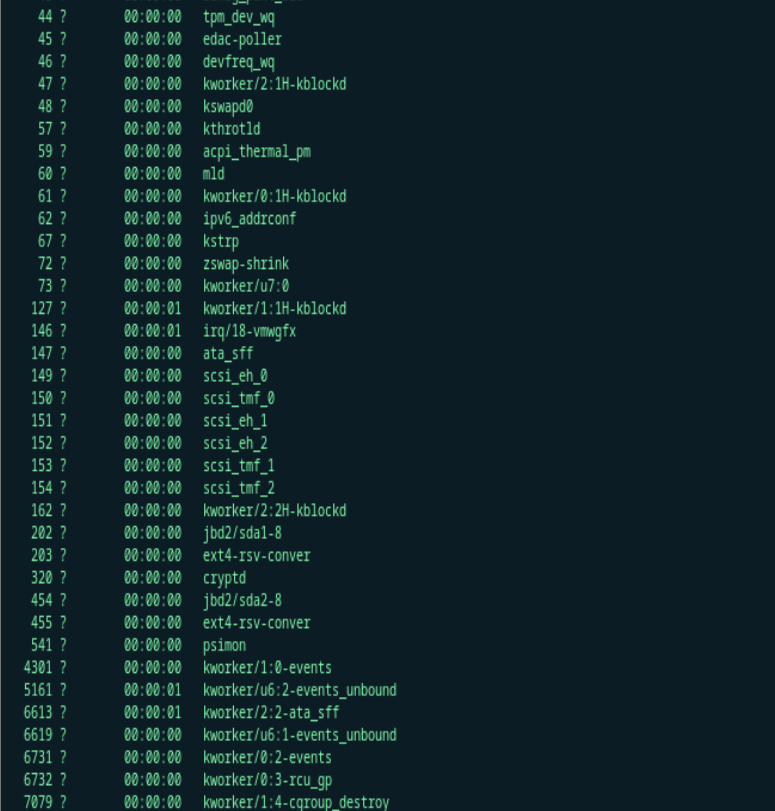 44 ? 00:00:00 tpm_dev_wq
45 ? 00:00:00 edac-poller
46 ? 00:00:00 devfreq_wq
47 ? 00:00:00 kworker/2:1H-kblockd
48 ? 00:00:00 kswapd0
57 ? 00:00:00 kthrotld
59 ? 00:00:00 acpi_thermal_pm
60 ? 00:00:00 mld
61 ? 00:00:00 kworker/0:1H-kblockd
62 ? 00:00:00 ipv6_addrconf
67 ? 00:00:00 kstrp
72 ? 00:00:00 zswap-shrink
73 ? 00:00:00 kworker/u7:0
127 ? 00:00:01 kworker/1:1H-kblockd
146 ? 00:00:01 irq/18-vmwgfx
147 ? 00:00:00 ata_sff
149 ? 00:00:00 scsi_eh_0
150 ? 00:00:00 scsi_tmf_0
151 ? 00:00:00 scsi_eh_1
152 ? 00:00:00 scsi_eh_2
153 ? 00:00:00 scsi_tmf_1
154 ? 00:00:00 scsi_tmf_2
162 ? 00:00:00 kworker/2:2H-kblockd
202 ? 00:00:00 jbd2/sda1-8
203 ? 00:00:00 ext4-rsv-conver
320 ? 00:00:00 cryptd
454 ? 00:00:00 jbd2/sda2-8
455 ? 00:00:00 ext4-rsv-conver
541 ? 00:00:00 psimon
4301 ? 00:00:00 kworker/1:0-events
5161 ? 00:00:01 kworker/u6:2-events_unbound
6613 ? 00:00:01 kworker/2:2-ata_sff
6619 ? 00:00:00 kworker/u6:1-events_unbound
6731 ? 00:00:00 kworker/0:2-events
6732 ? 00:00:00 kworker/0:3-rcu_gp
7079 ? 00:00:00 kworker/1:4-cgroup_destroy